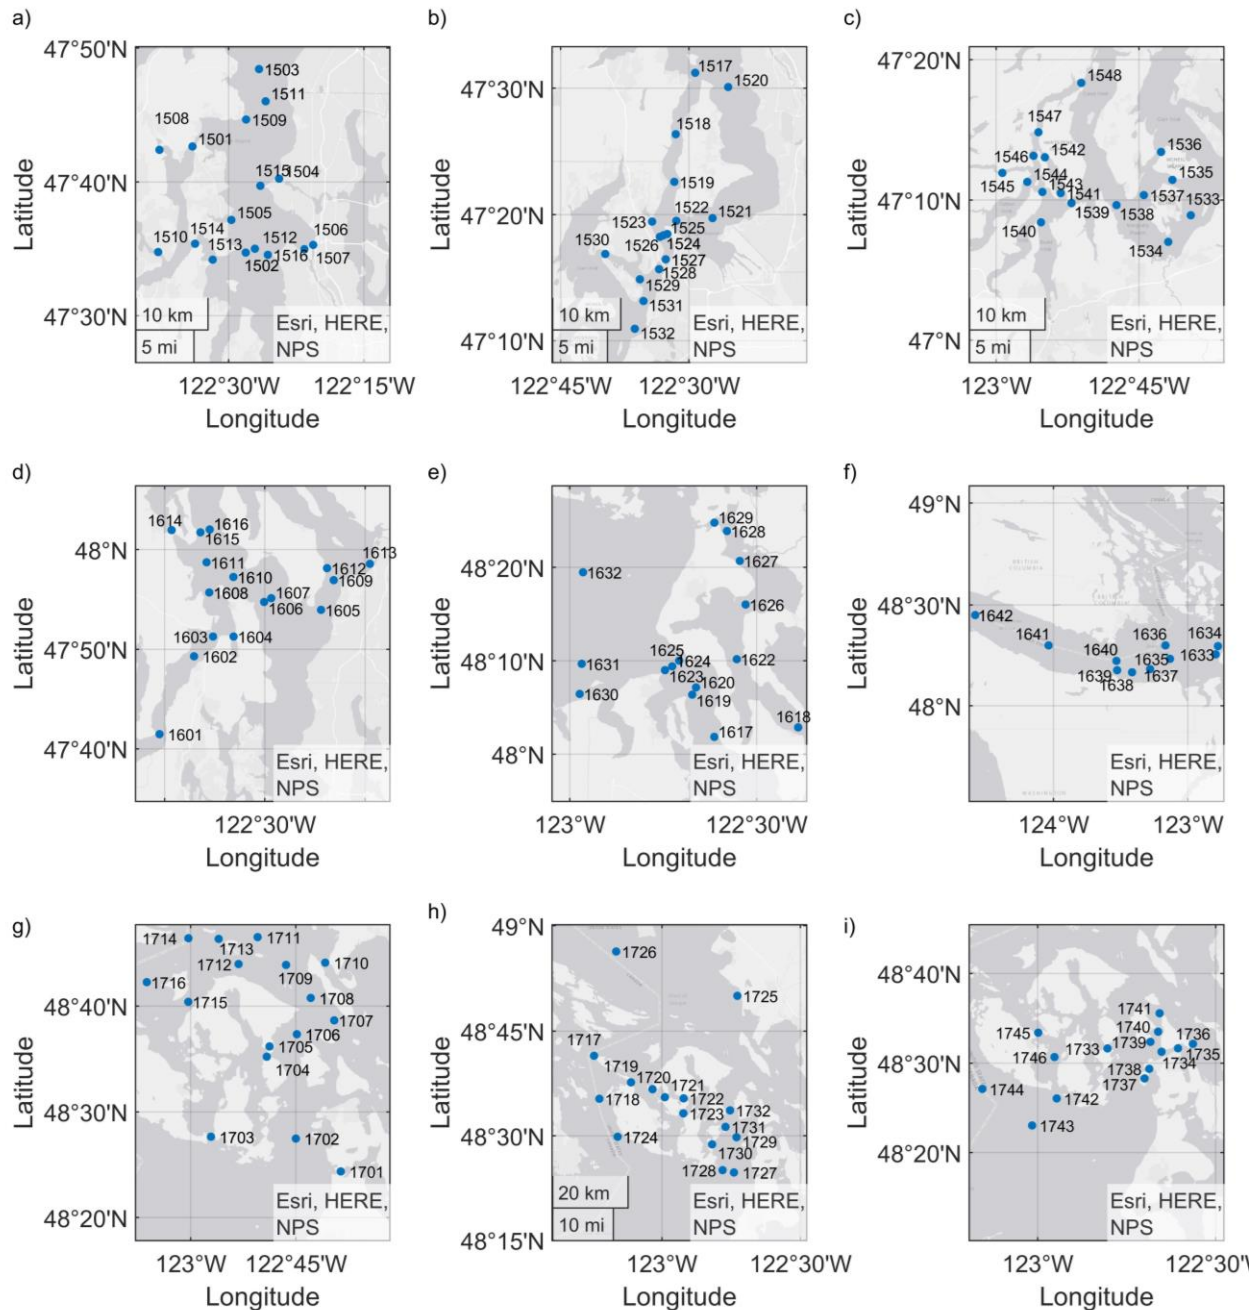 a)
47°50'N
47°40'N
47°30'N
Latitude
1503
1511
1509
1508
1501
1515
1504
1505
1514
1510
1513
1512
1506
1502
1516
1507
10 km
5 mi
Esri, HERE,
NPS
122°30'W
122°15'W
Longitude
b)
47°30'N
47°20'N
47°10'N
Latitude
1517
1520
1518
1519
1522
1521
1523
1525
1526
1524
1530
1527
1528
1529
1531
1532
10 km
5 mi
Esri, HERE,
NPS
122°45'W
122°30'W
Longitude
c)
47°20'N
47°10'N
47°N
Latitude
1548
1547
1546
1542
1536
1544
1535
1545
1543
1541
1537
1533
1539
1538
1540
1534
10 km
5 mi
Esri, HERE,
NPS
123°W
122°45'W
Longitude
d)
48°N
47°50'N
47°40'N
Latitude
1614
1616
1615
1611
1613
1612
1610
1609
1608
1607
1606
1605
1603
1604
1602
1601
Esri, HERE,
NPS
122°30'W
Longitude
e)
48°20'N
48°10'N
48°N
Latitude
1629
1628
1627
1632
1626
1625
1624
1622
1631
1623
1630
1620
1619
1618
1617
Esri, HERE,
NPS
123°W
122°30'W
Longitude
f)
49°N
48°30'N
48°N
Latitude
BRITISH
COLUMBIA
BRITISH
COLUMBIA
1642
1641
1636
1634
1640
1635
1633
1639
1637
1638
WASHINGTON
Esri, HERE,
NPS
124°W
123°W
Longitude
g)
48°40'N
48°30'N
48°20'N
Latitude
1714
1713
1711
1712
1710
1716
1709
1715
1708
1707
1706
1705
1704
1703
1702
1701
Esri, HERE,
NPS
123°W
122°45'W
Longitude
h)
49°N
48°45'N
48°30'N
48°15'N
Latitude
1726
1725
1717
1719
1720
1721
1718
1722
1723
1732
1731
1724
1729
1730
1728
1727
20 km
10 mi
Esri, HERE,
NPS
123°W
122°30'W
Longitude
i)
48°40'N
48°30'N
48°20'N
Latitude
1741
1745
1740
1736
1746
1733
1739
1735
1734
1738
1744
1737
1742
1743
Esri, HERE,
NPS
123°W
122°30'W
Longitude